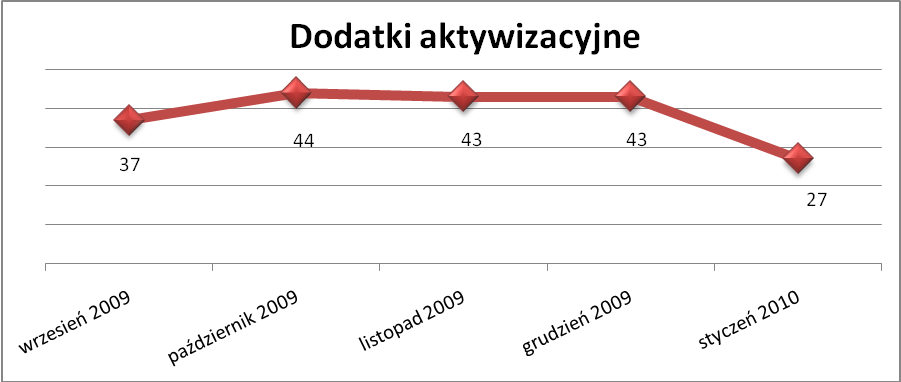 Dodatki aktywizacyjne
37
44
43
43
27
wrzesień 2009
październik 2009
listopad 2009
grudzień 2009
styczeń 2010